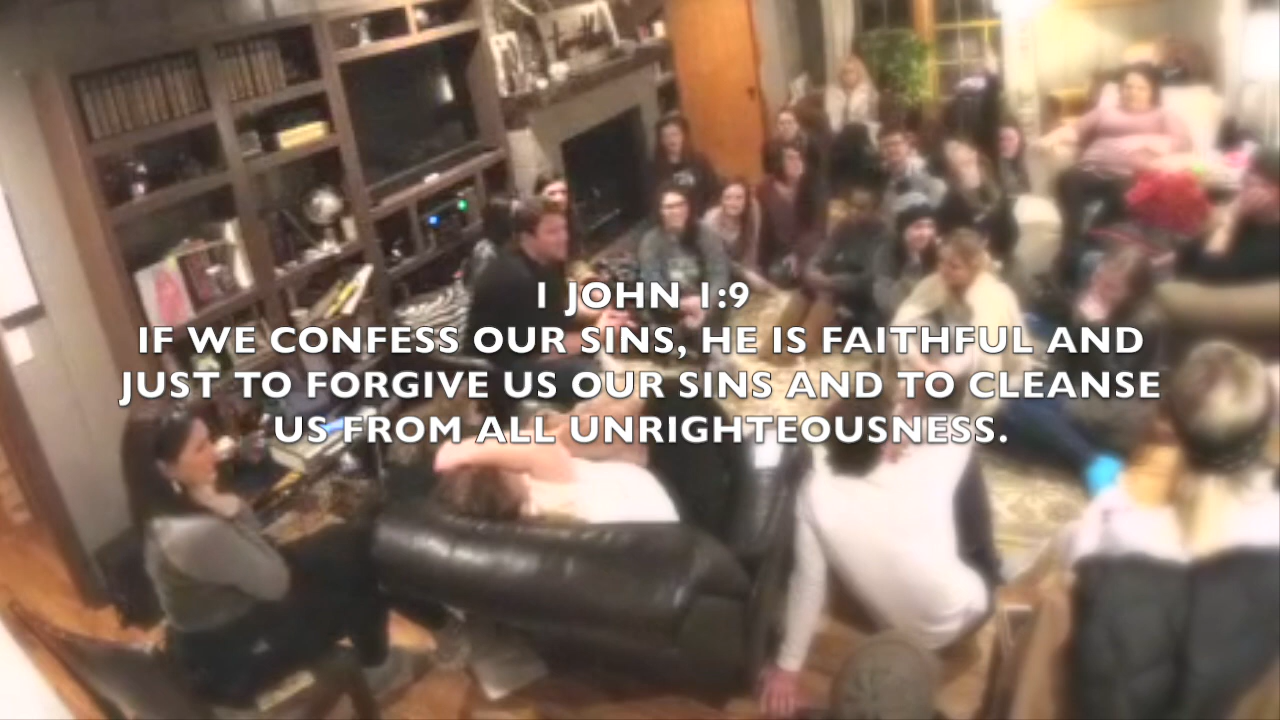 1 JOHN 1:9
IF WE CONFESS OUR SINS, HE IS FAITHFUL AND
JUST TO FORGIVE US OUR SINS AND TO CLEANSE
US FROM ALL UNRIGHTEOUSNESS.